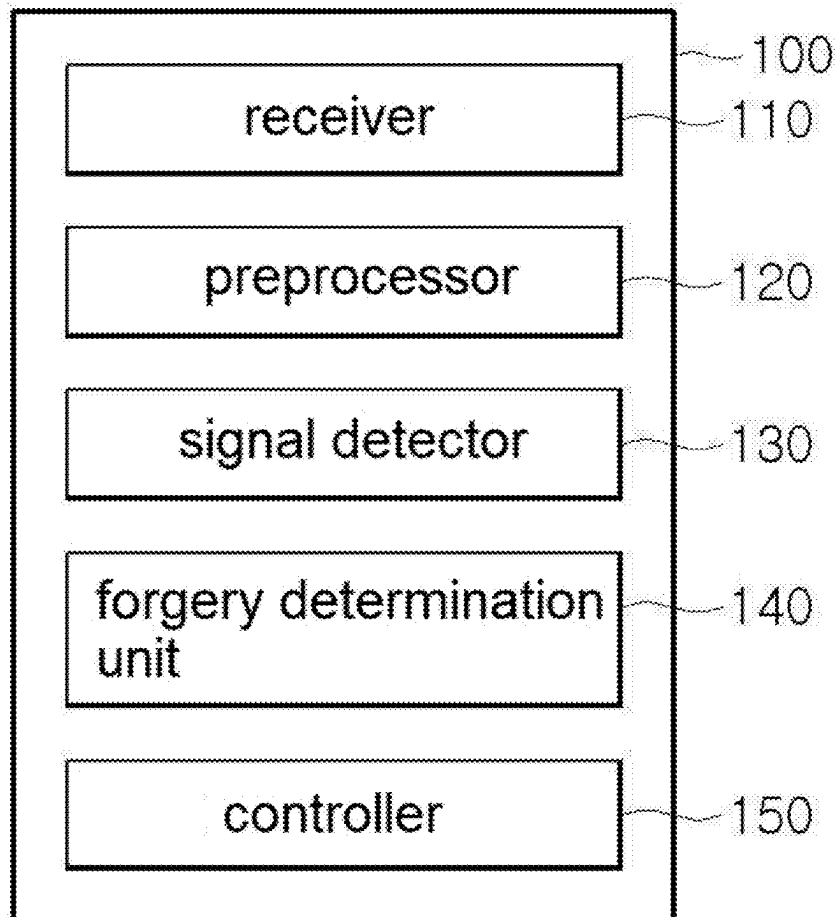 100
receiver 110
preprocessor 120
signal detector 130
forgery determination 140
unit
controller 150